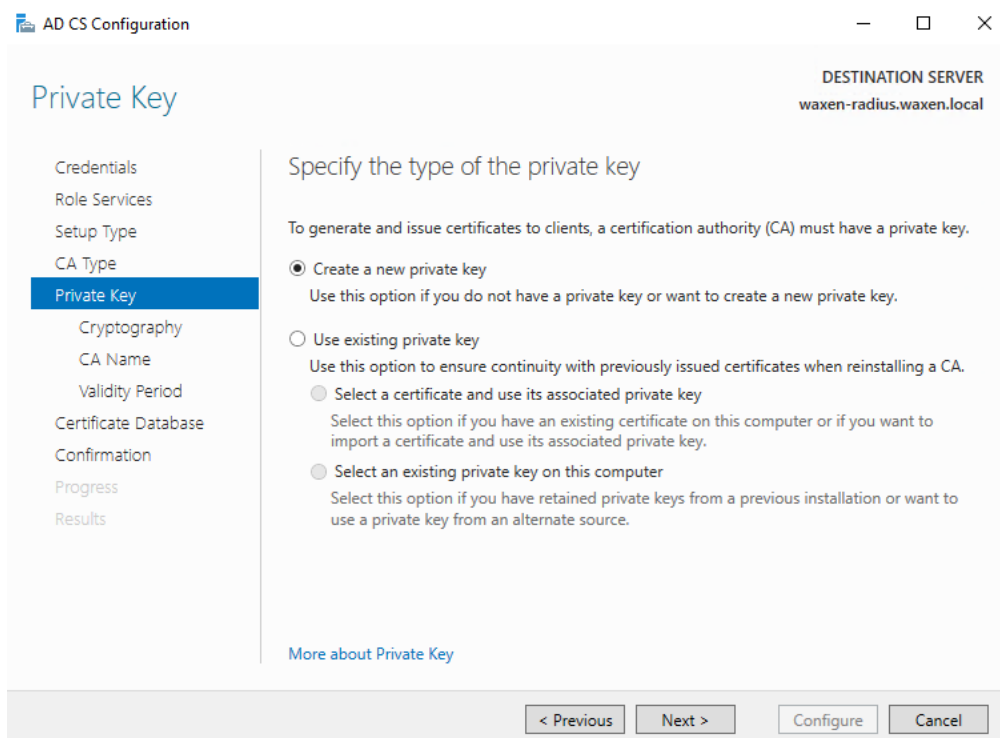 AD CS Configuration
DESTINATION SERVER
waxen-radius.waxen.local
Private Key
Credentials
Role Services
Setup Type
CA Type
Private Key
Cryptography
CA Name
Validity Period
Certificate Database
Confirmation
Progress
Results
Specify the type of the private key
To generate and issue certificates to clients, a certification authority (CA) must have a private key.
Create a new private key
Use this option if you do not have a private key or want to create a new private key.
Use existing private key
Use this option to ensure continuity with previously issued certificates when reinstalling a CA.
Select a certificate and use its associated private key
Select this option if you have an existing certificate on this computer or if you want to
import a certificate and use its associated private key.
Select an existing private key on this computer
Select this option if you have retained private keys from a previous installation or want to
use a private key from an alternate source.
More about Private Key
< Previous
Next >
Configure
Cancel